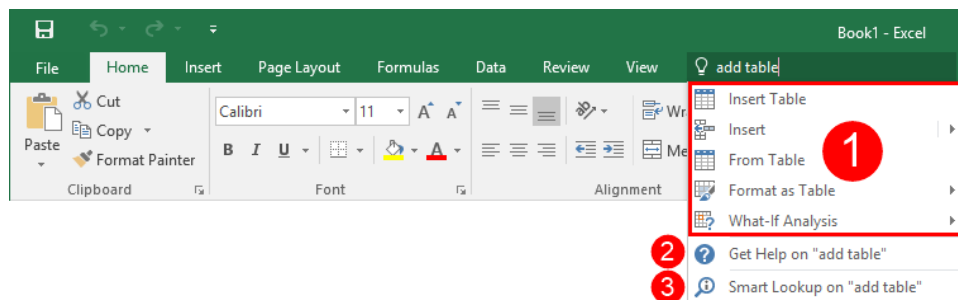 Book1 - Excel
File Home Insert Page Layout Formulas Data Review View add table
Cut
Copy
Format Painter
Paste
Clipboard
Calibri 11 A A
B I U A
Font
Alignment
Insert Table
Insert
From Table
Format as Table
What-If Analysis
1
2 Get Help on "add table"
3 Smart Lookup on "add table"